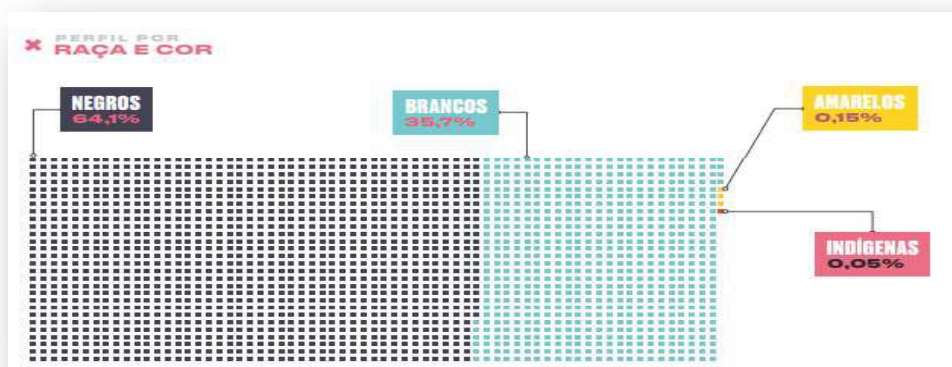 PERFIL POR
RAÇA E COR
NEGROS
64,1%
BRANCOS
35,7%
AMARELOS
0,15%
INDÍGENAS
0,05%